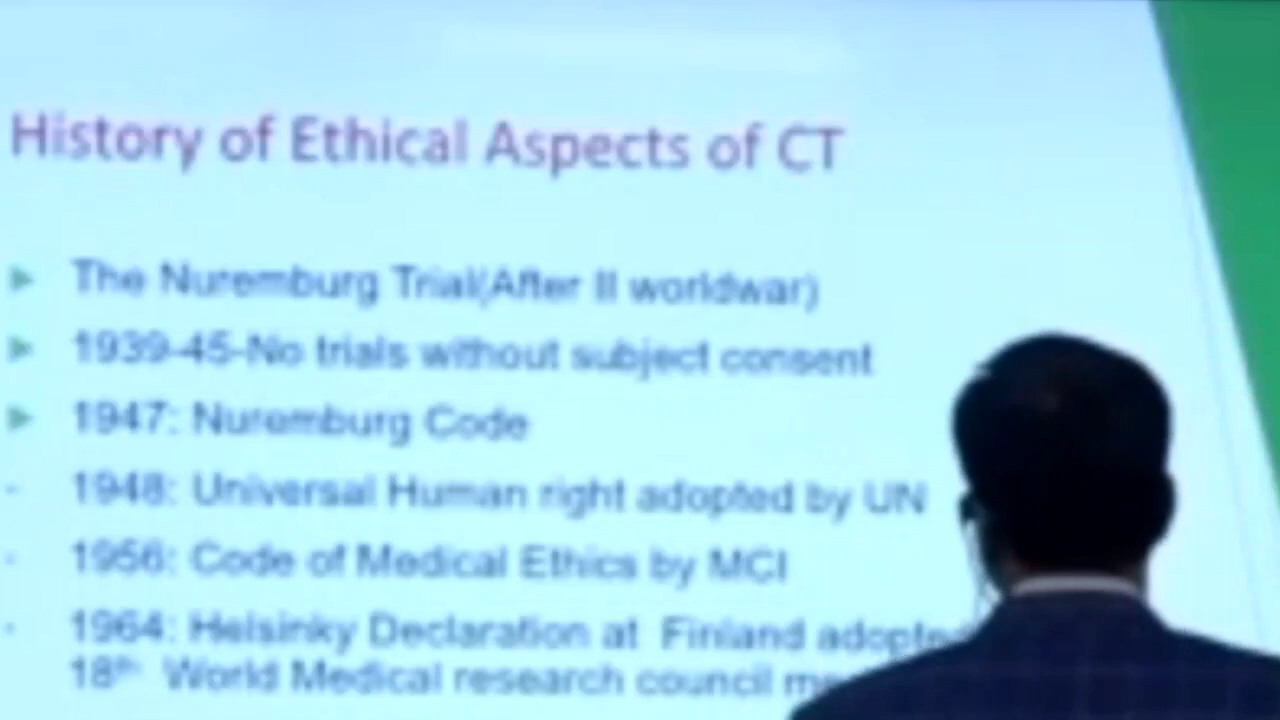 History of Ethical Aspects of CT
The Nuremburg Trial(After II worldwar)
1939-45-No trials without subject consent
1947: Nuremburg Code
1948: Universal Human right adopted by UN
1956: Code of Medical Ethics by MCI
1964: Helsinky Declaration at Finland
18th World Medical research council